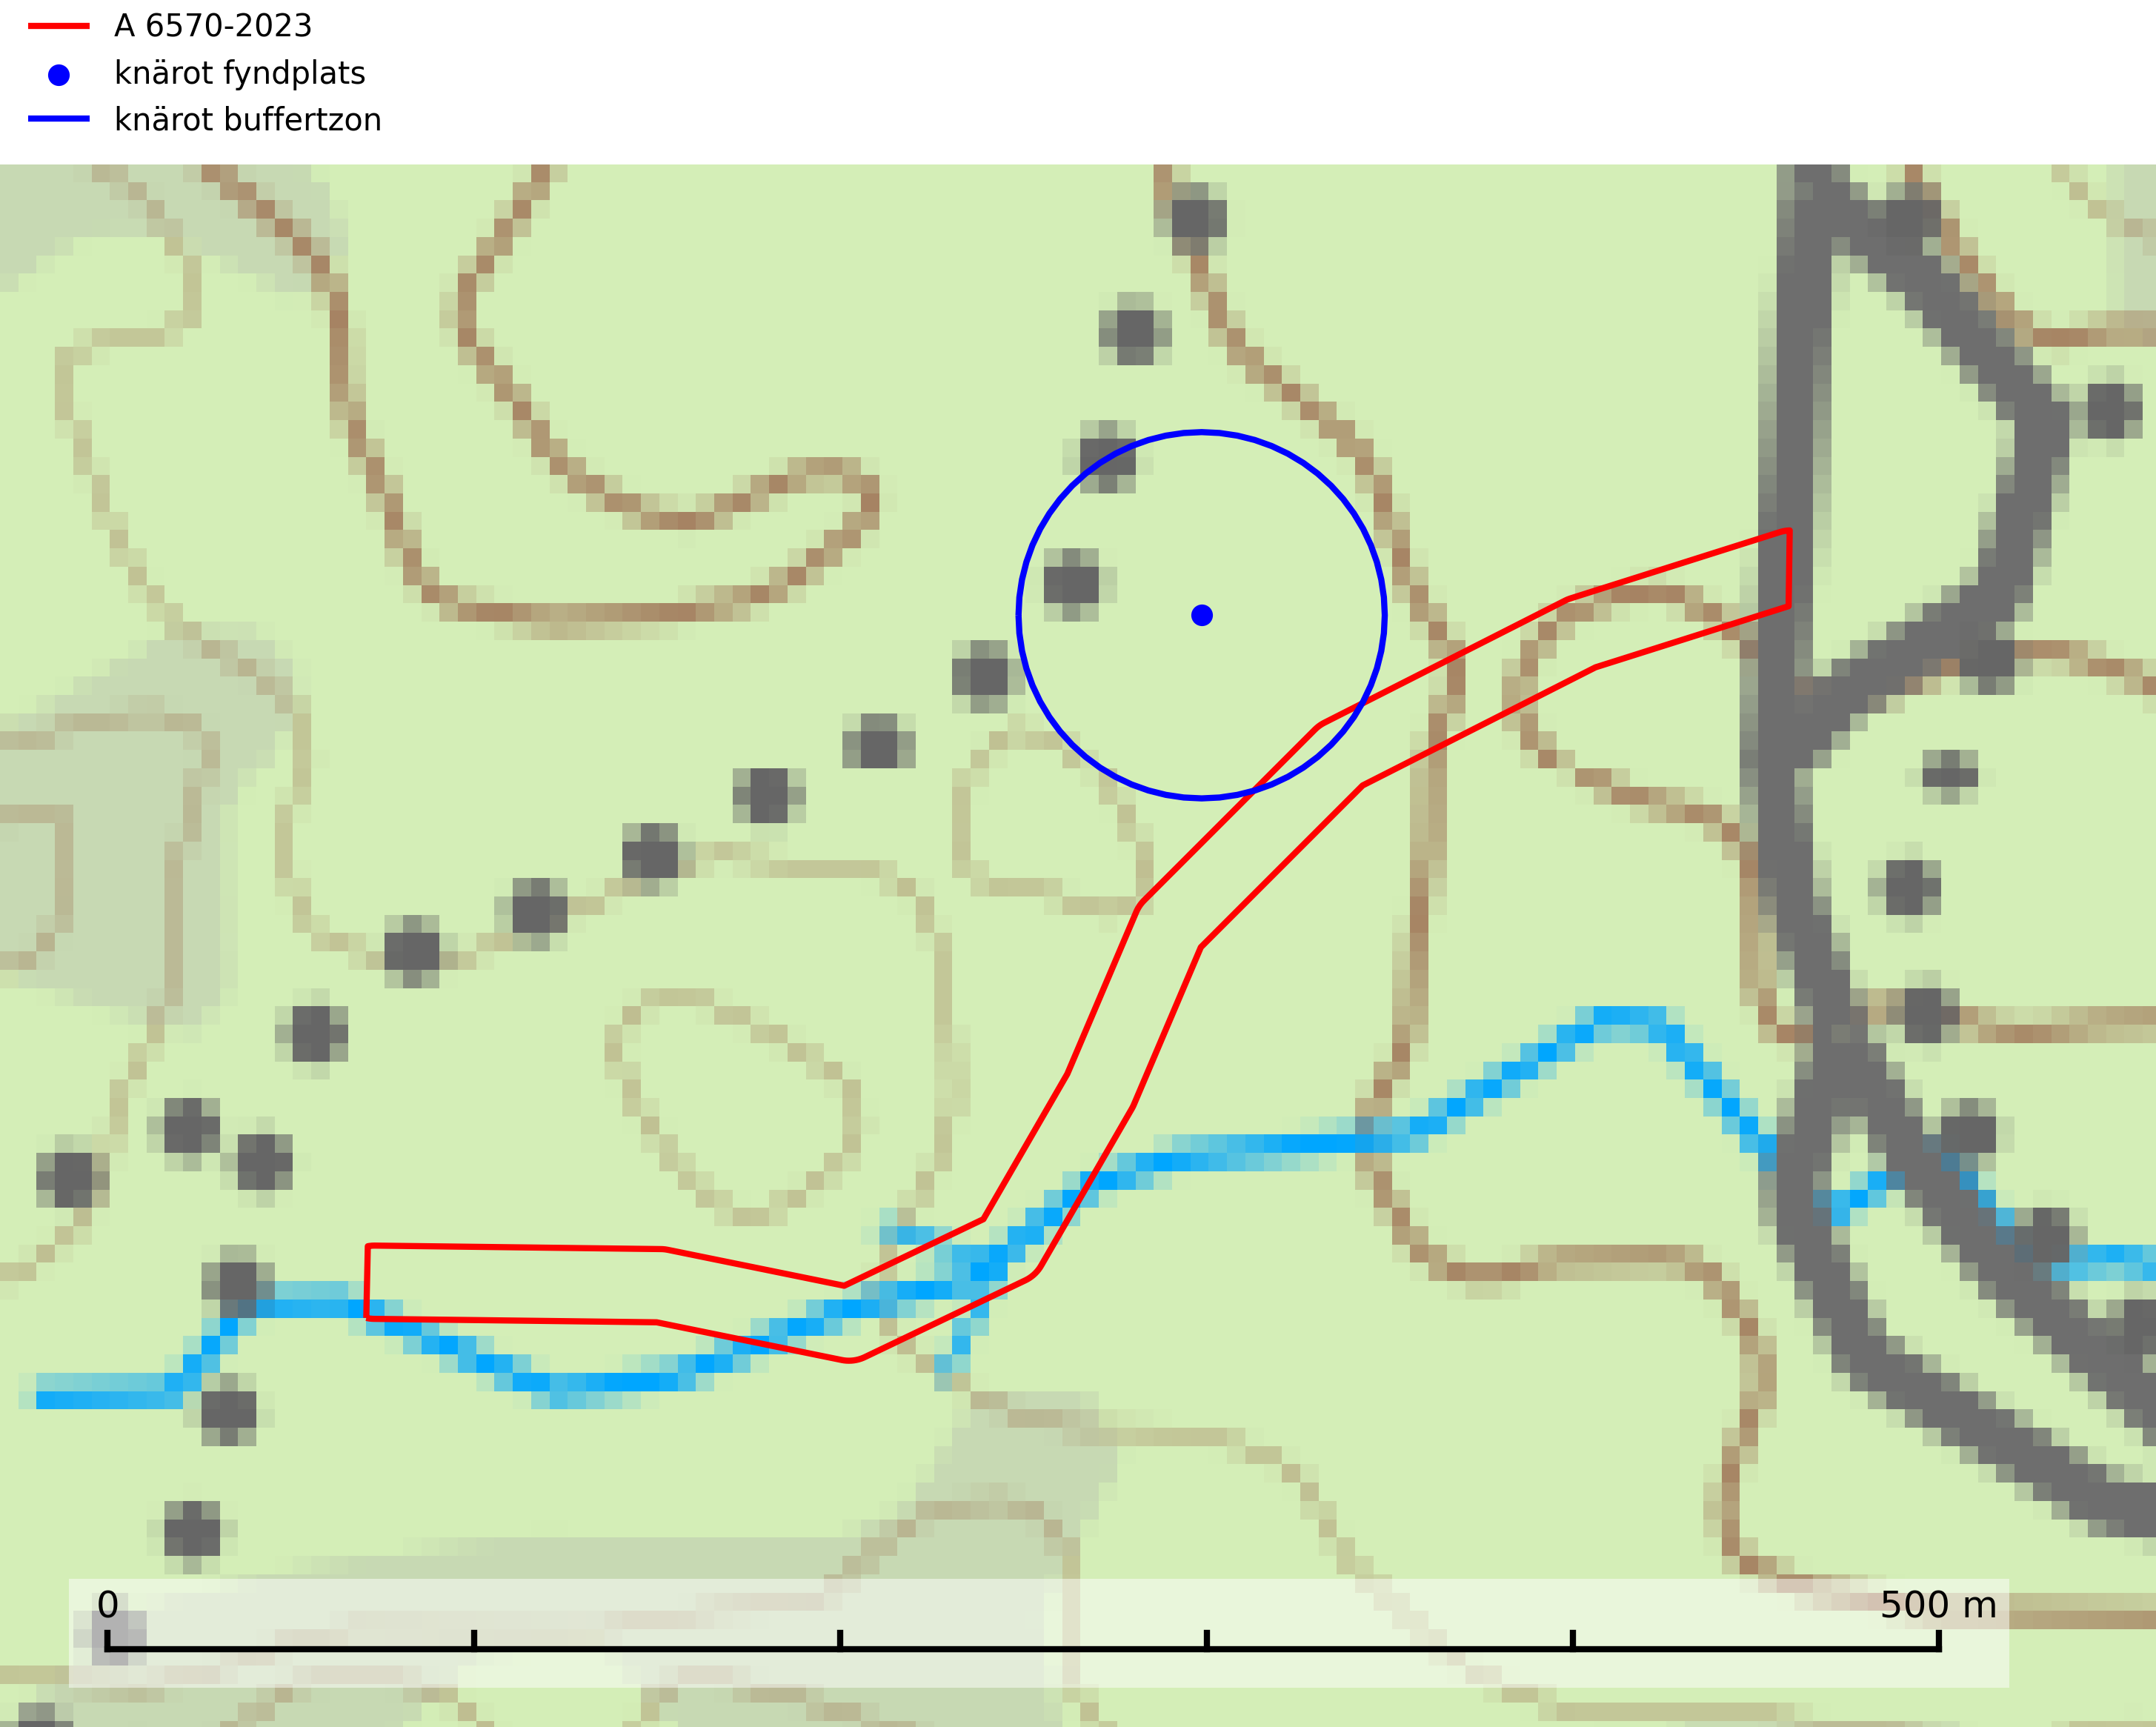 A 6570-2023
knärot fyndplats
knärot buffertzon
0
500 m